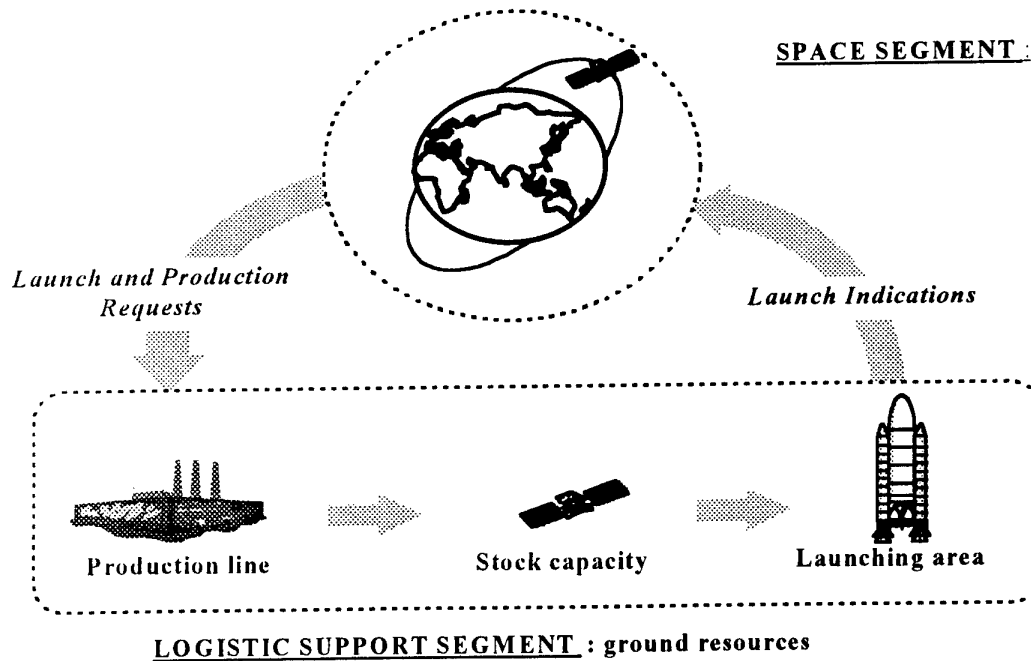 SPACE SEGMENT :
Launch and Production
Requests
Launch Indications
Production line
Stock capacity
Launching area
LOGISTIC SUPPORT SEGMENT : ground resources